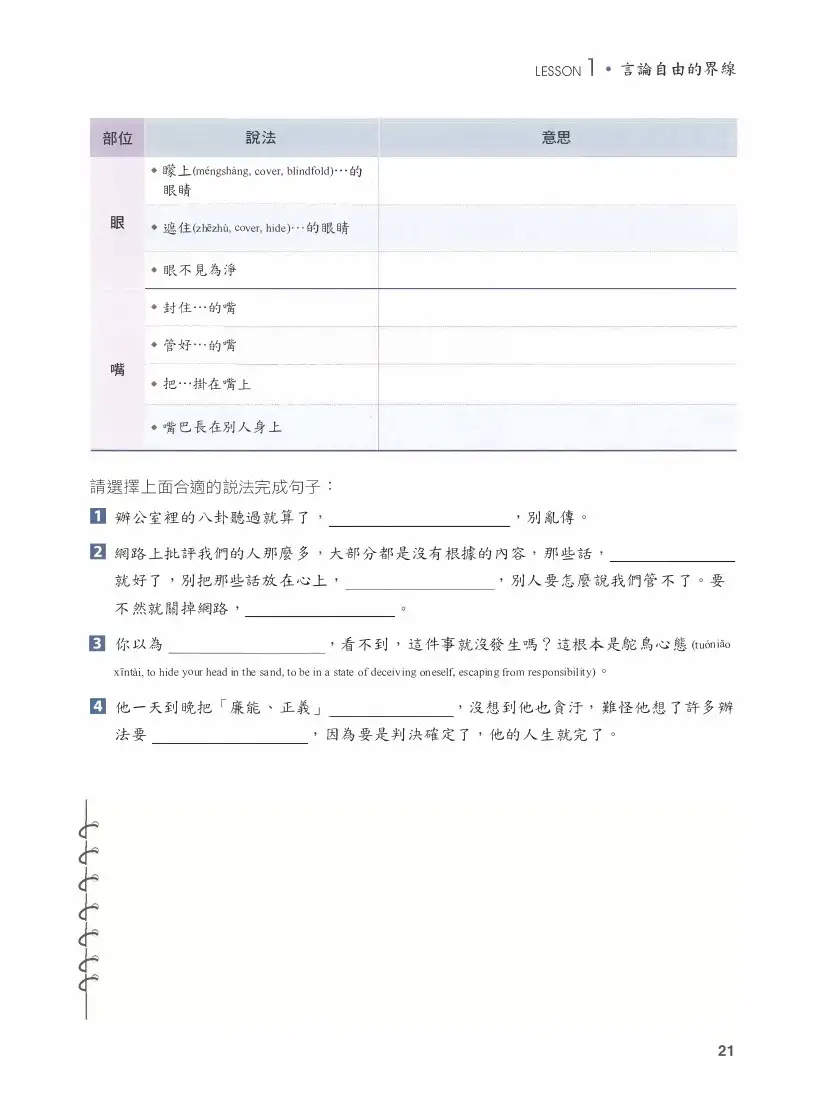 LESSON 1 • 言論自由的界線
部位 說法 意思
眼
◆ 矇上(méngshàng, cover, blindfold)…的
眼睛
◆ 遮住(zhēzhù, cover, hide)…的眼睛
◆ 眼不見為淨
嘴
◆ 封住…的嘴
◆ 管好…的嘴
◆ 把…掛在嘴上
◆ 嘴巴長在別人身上
請選擇上面合適的說法完成句子：
1 辦公室裡的八卦聽過就算了，＿＿＿＿＿＿，別亂傳。
2 網路上批評我們的人那麼多，大部分都是沒有根據的內容，那些話，＿＿＿＿＿＿
就好了，別把那些話放在心上，＿＿＿＿＿＿，別人要怎麼說我們管不了。要
不然就關掉網路，＿＿＿＿＿＿。
3 你以為＿＿＿＿＿＿，看不到，這件事就沒發生嗎？這根本是鴕鳥心態 (tuóniǎo
xīntài, to hide your head in the sand, to be in a state of deceiving oneself, escaping from responsibility) 。
4 他一天到晚把「廉能、正義」＿＿＿＿＿＿，沒想到他也貪汙，難怪他想了許多辦
法要＿＿＿＿＿＿，因為要是判決確定了，他的人生就完了。
21